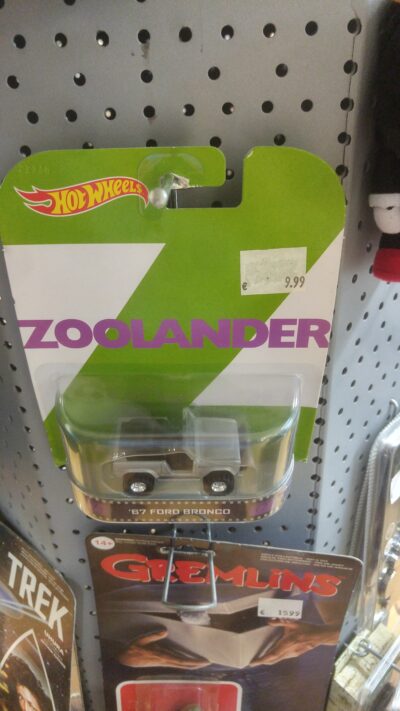 HOT WHEELS
€ 9.99
ZOOLANDER
'67 FORD BRONCO
14+
GREMLINS
€ 15.99
TREK